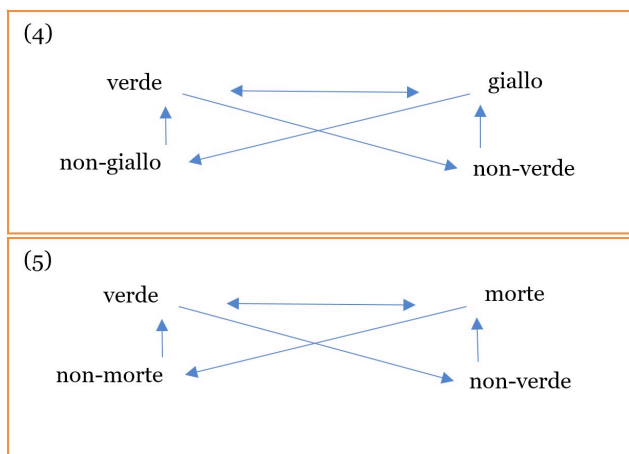 (4)
verde giallo
non-giallo non-verde
(5)
verde morte
non-morte non-verde